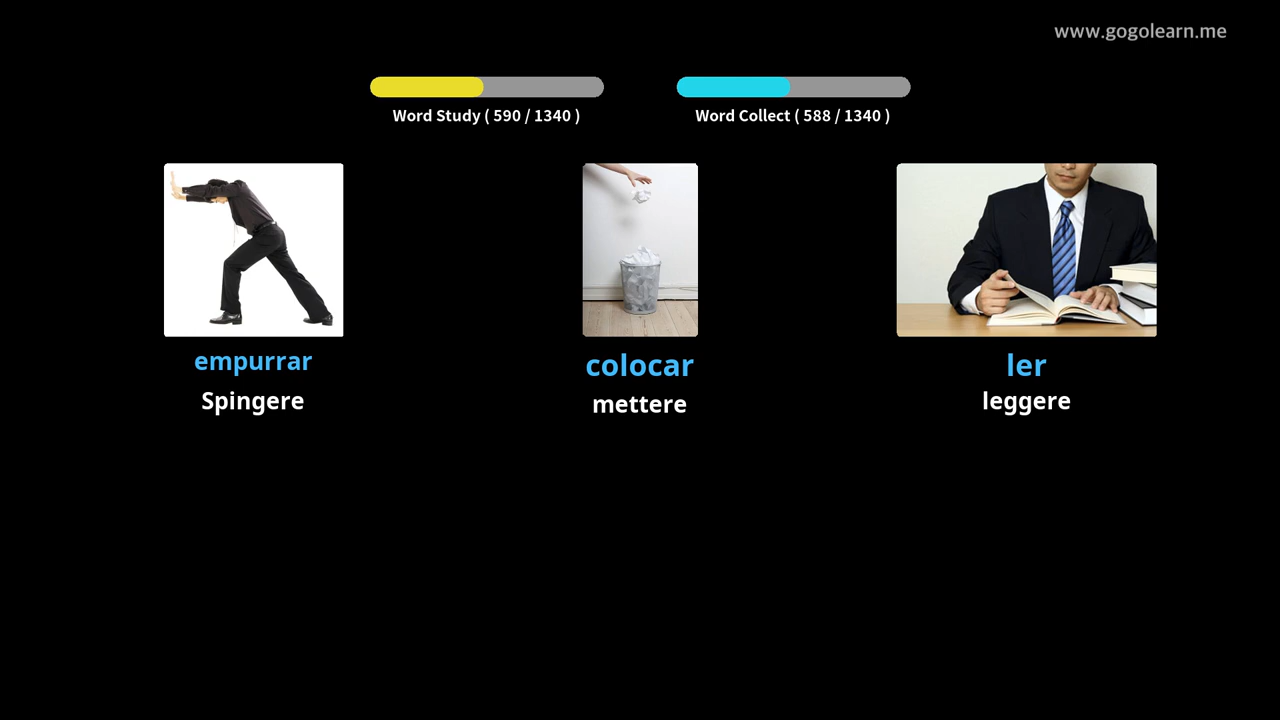 www.gogolearn.me
Word Study ( 590 / 1340 )
Word Collect ( 588 / 1340 )
empurrar
Spingere
colocar
mettere
ler
leggere